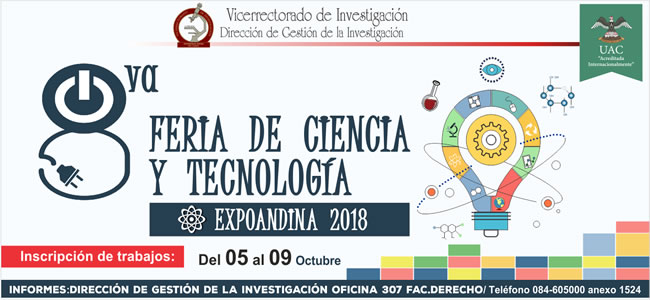 Vicerrectorado de Investigación
Dirección de Gestión de la Investigación
UAC
"Acreditada
Internacionalmente"
8va
FERIA DE CIENCIA
Y TECNOLOGÍA
EXPOANDINA 2018
Inscripción de trabajos:
Del 05 al 09 Octubre
INFORMES:DIRECCIÓN DE GESTIÓN DE LA INVESTIGACIÓN OFICINA 307 FAC.DERECHO/ Teléfono 084-605000 anexo 1524